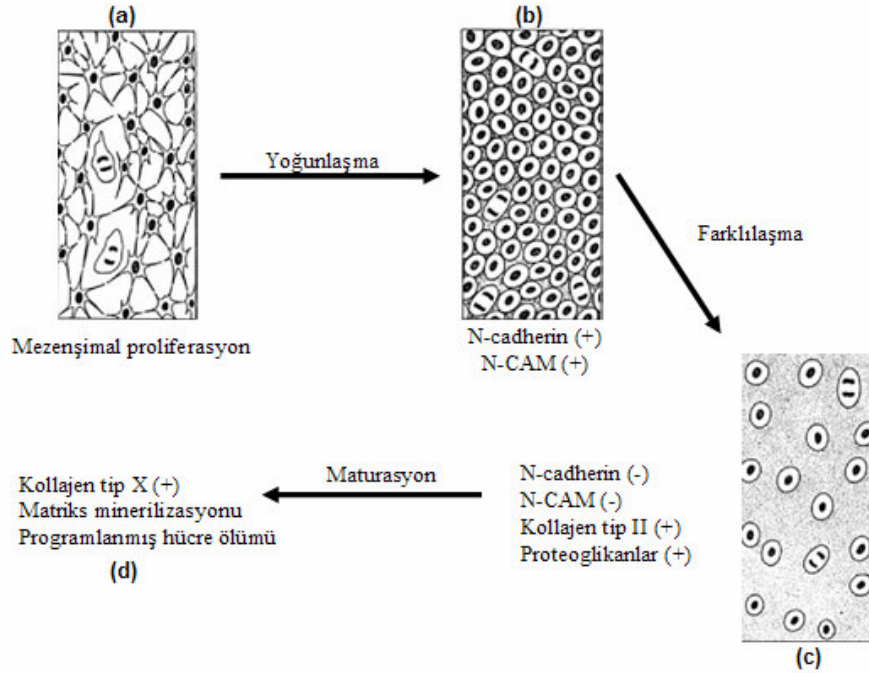 (a)
(b)
Yoğunlaşma
Farklılaşma
Mezenşimal proliferasyon
N-cadherin (+)
N-CAM (+)
Maturasyon
N-cadherin (-)
N-CAM (-)
Kollajen tip II (+)
Proteoglikanlar (+)
Kollajen tip X (+)
Matriks minerilizasyonu
Programlanmış hücre ölümü
(d)
(c)